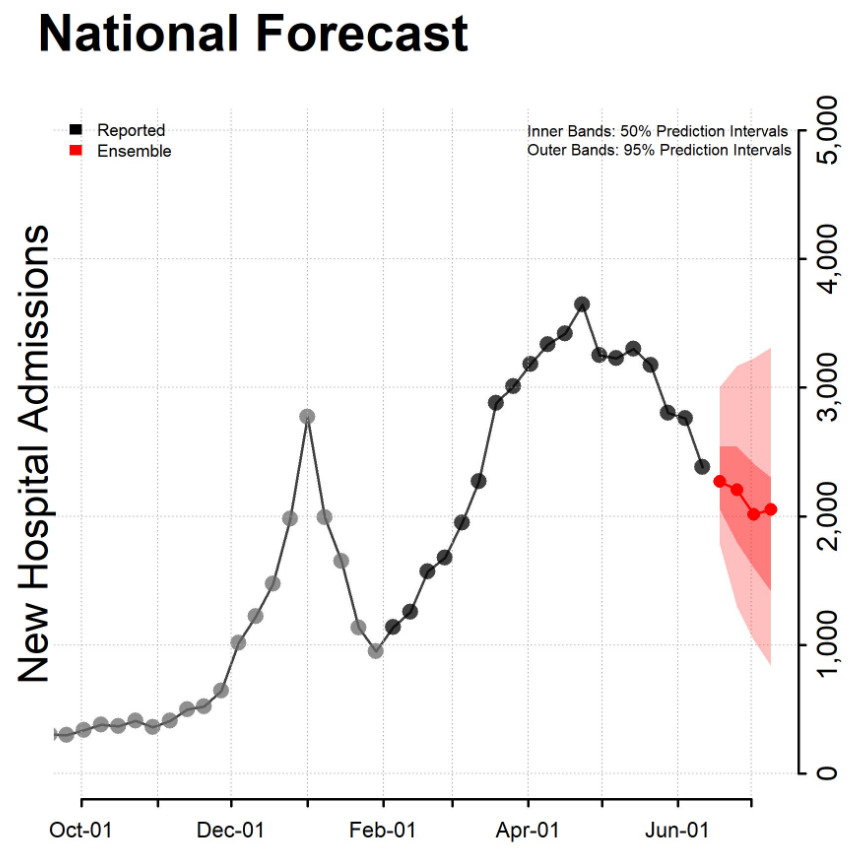 National Forecast
Reported
Ensemble
Inner Bands: 50% Prediction Intervals
Outer Bands: 95% Prediction Intervals
New Hospital Admissions
5,000
4,000
3,000
2,000
1,000
0
Oct-01
Dec-01
Feb-01
Apr-01
Jun-01